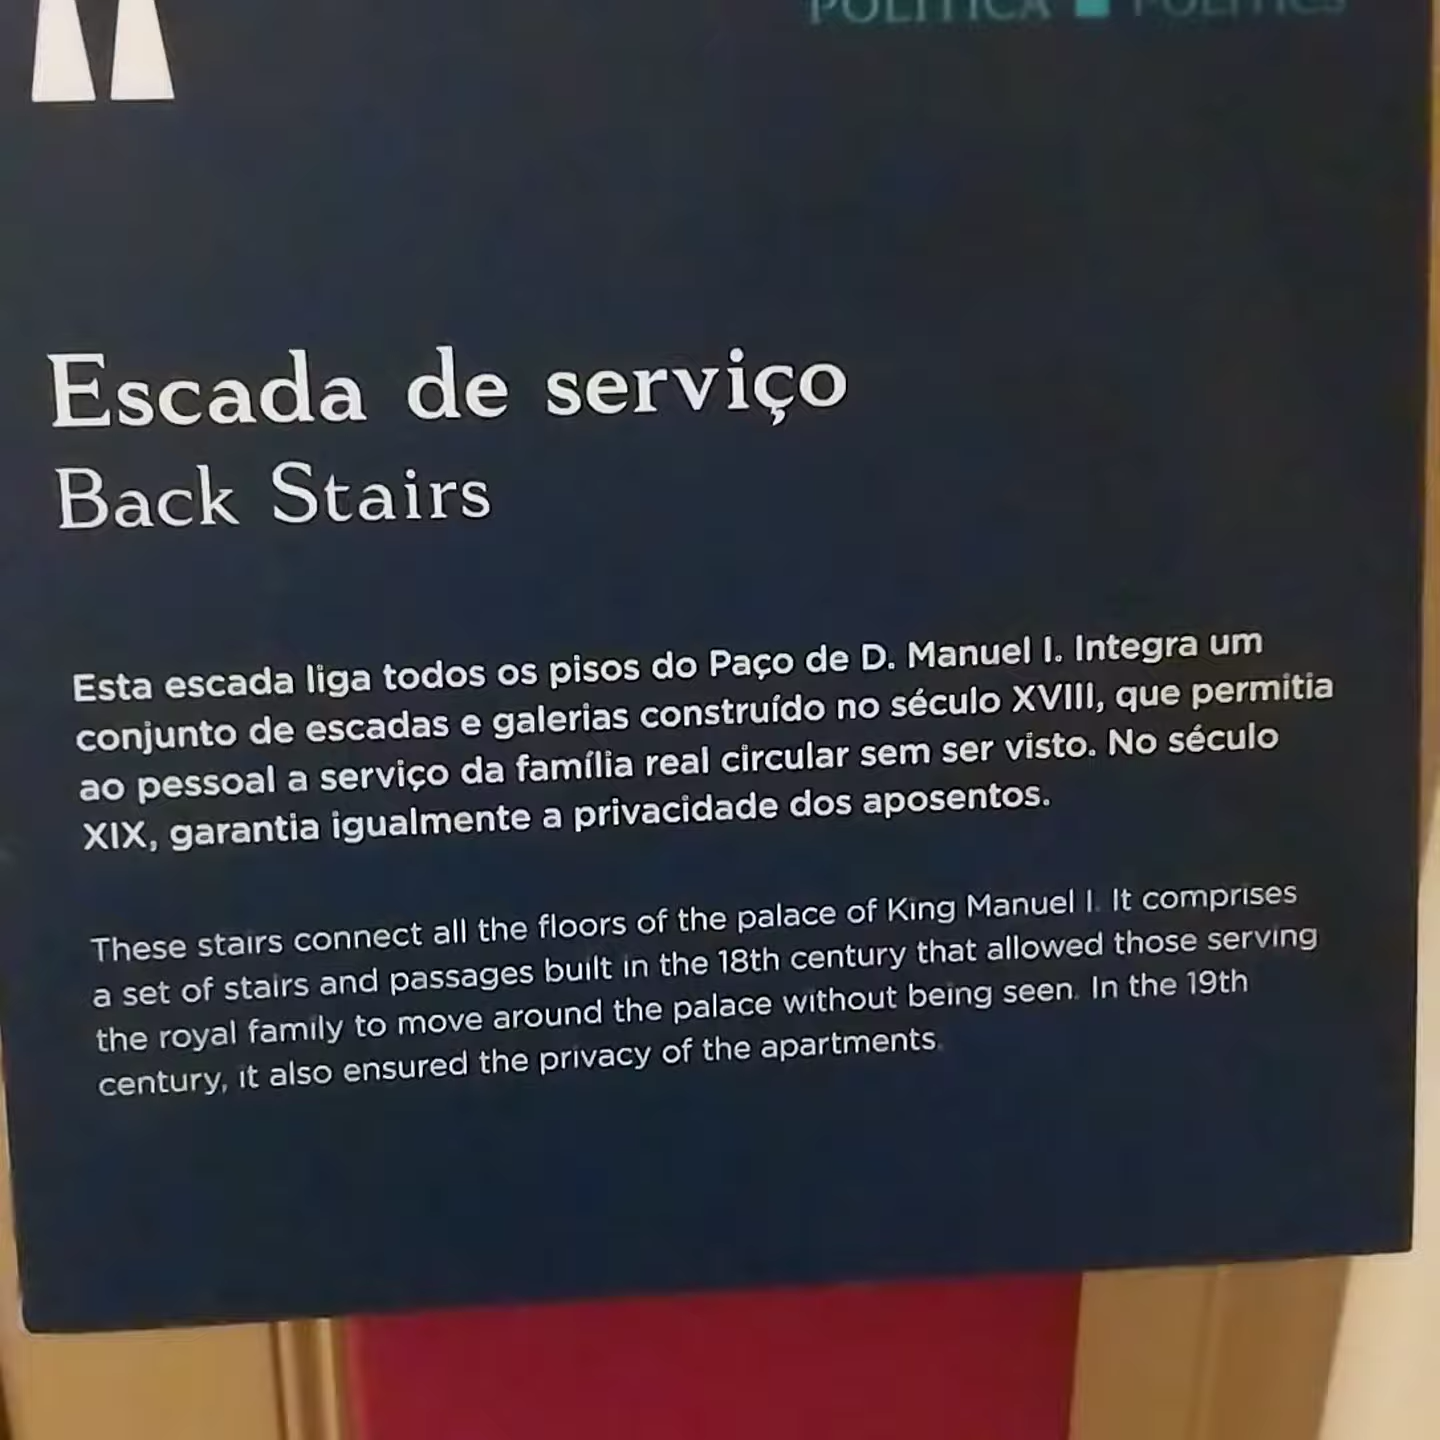 POLÍTICA POLITICS
Escada de serviço
Back Stairs
Esta escada liga todos os pisos do Paço de D. Manuel I. Integra um
conjunto de escadas e galerias construído no século XVIII, que permitia
ao pessoal a serviço da família real circular sem ser visto. No século
XIX, garantia igualmente a privacidade dos aposentos.
These stairs connect all the floors of the palace of King Manuel I. It comprises
a set of stairs and passages built in the 18th century that allowed those serving
the royal family to move around the palace without being seen. In the 19th
century, it also ensured the privacy of the apartments.